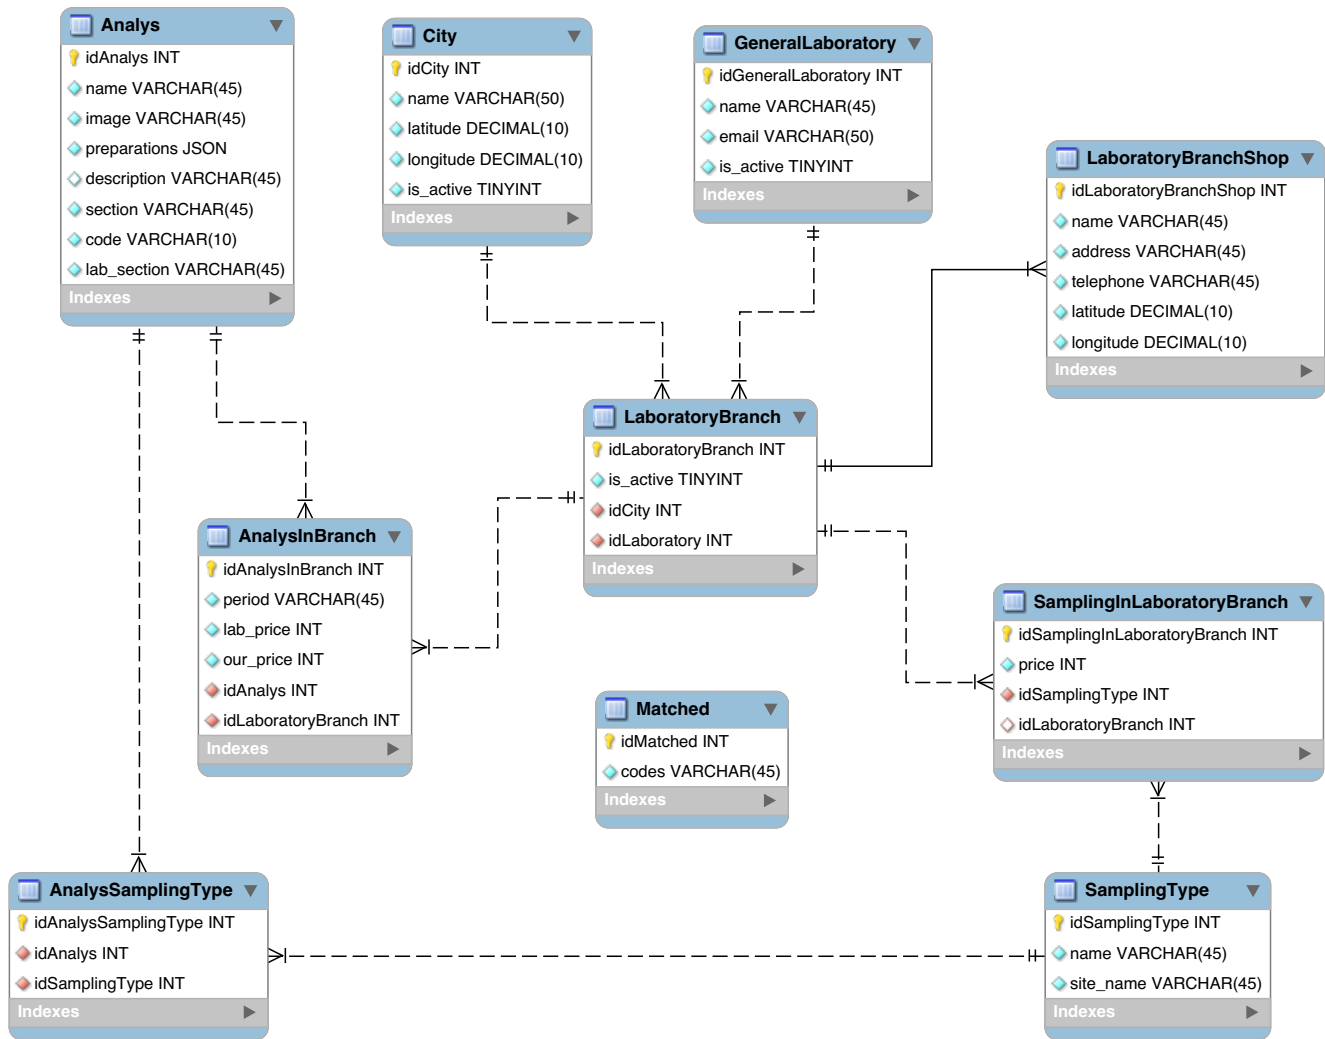 Analys
idAnalys INT
name VARCHAR(45)
image VARCHAR(45)
preparations JSON
description VARCHAR(45)
section VARCHAR(45)
code VARCHAR(10)
lab_section VARCHAR(45)
Indexes
City
idCity INT
name VARCHAR(50)
latitude DECIMAL(10)
longitude DECIMAL(10)
is_active TINYINT
Indexes
GeneralLaboratory
idGeneralLaboratory INT
name VARCHAR(45)
email VARCHAR(50)
is_active TINYINT
Indexes
LaboratoryBranchShop
idLaboratoryBranchShop INT
name VARCHAR(45)
address VARCHAR(45)
telephone VARCHAR(45)
latitude DECIMAL(10)
longitude DECIMAL(10)
Indexes
LaboratoryBranch
idLaboratoryBranch INT
is_active TINYINT
idCity INT
idLaboratory INT
Indexes
AnalysInBranch
idAnalysInBranch INT
period VARCHAR(45)
lab_price INT
our_price INT
idAnalys INT
idLaboratoryBranch INT
Indexes
SamplingInLaboratoryBranch
idSamplingInLaboratoryBranch INT
price INT
idSamplingType INT
idLaboratoryBranch INT
Indexes
Matched
idMatched INT
codes VARCHAR(45)
Indexes
AnalysSamplingType
idAnalysSamplingType INT
idAnalys INT
idSamplingType INT
Indexes
SamplingType
idSamplingType INT
name VARCHAR(45)
site_name VARCHAR(45)
Indexes